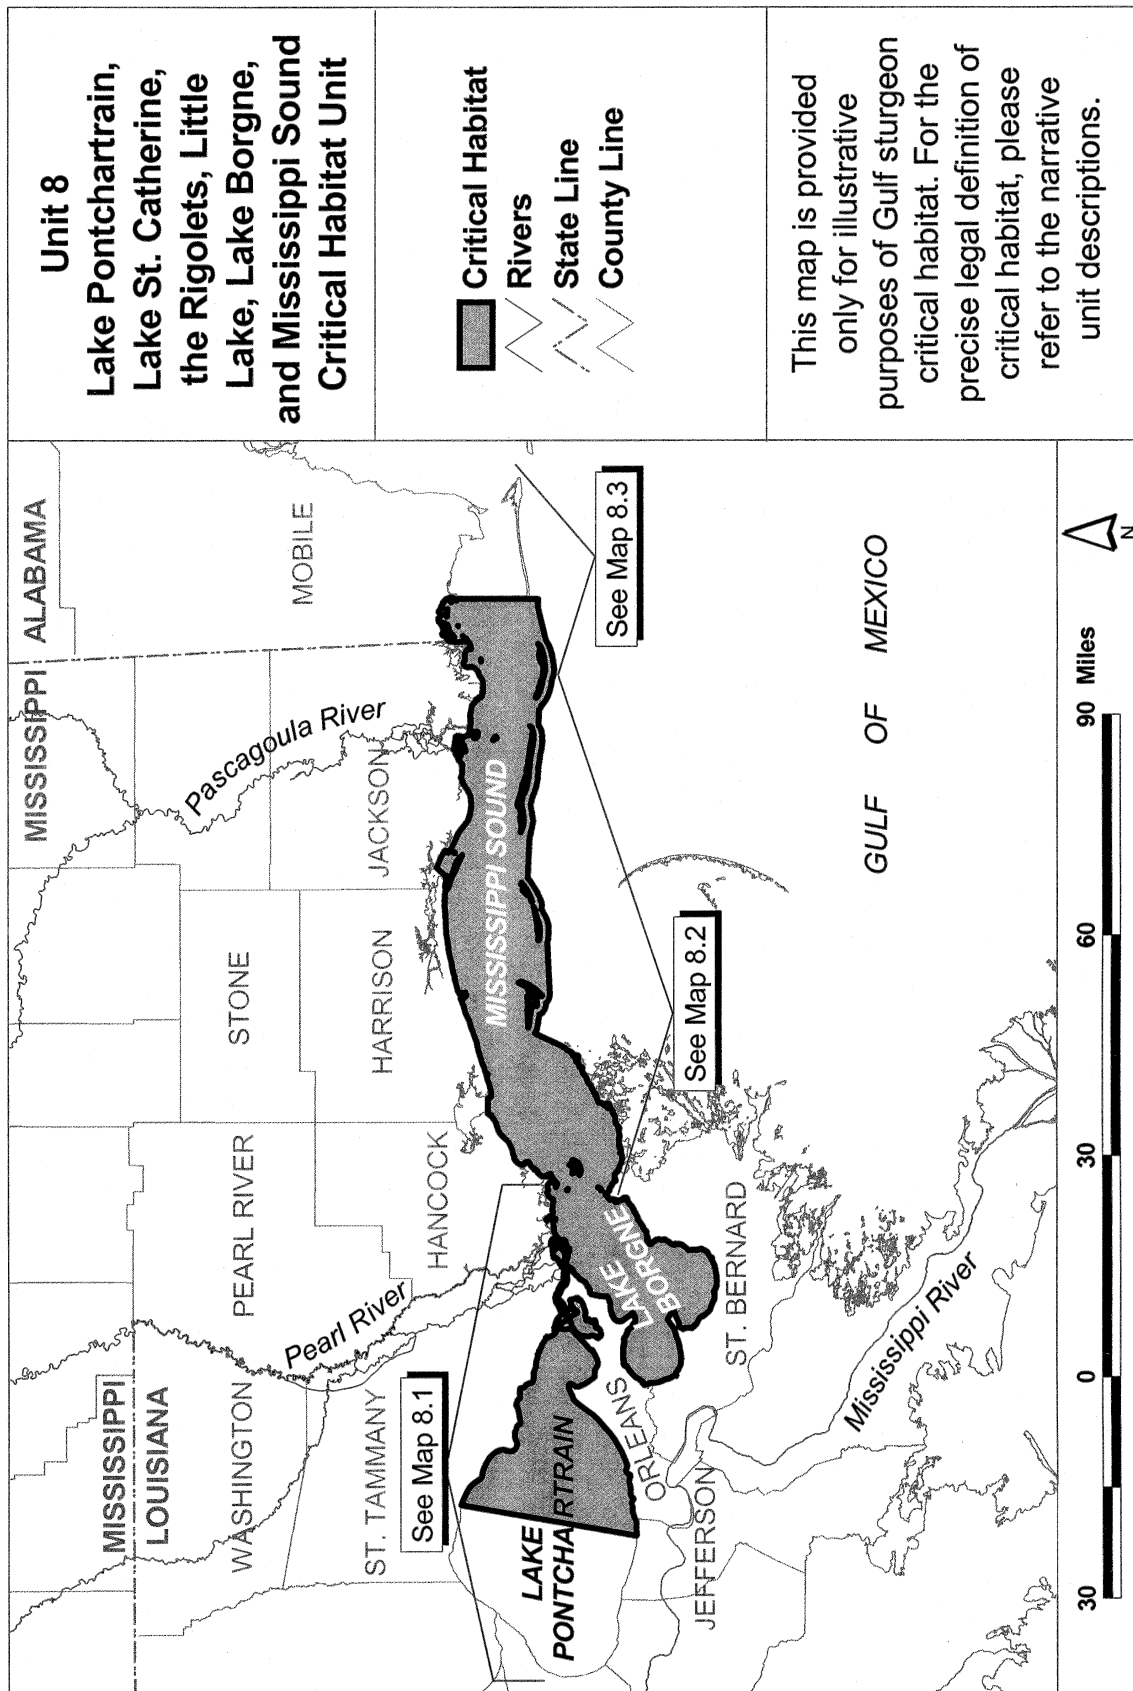 Unit 8
Lake Pontchartrain,
Lake St. Catherine,
the Rigolets, Little
Lake, Lake Borgne,
and Mississippi Sound
Critical Habitat Unit
Critical Habitat
Rivers
State Line
County Line
This map is provided
only for illustrative
purposes of Gulf sturgeon
critical habitat. For the
precise legal definition of
critical habitat, please
refer to the narrative
unit descriptions.
MISSISSIPPI
LOUISIANA
MISSISSIPPI
ALABAMA
WASHINGTON
PEARL RIVER
STONE
MOBILE
Pearl River
Pascagoula River
ST. TAMMANY
HANCOCK
HARRISON
JACKSON
See Map 8.1
LAKE
PONTCHARTRAIN
MISSISSIPPI SOUND
LAKE
BORGNE
ORLEANS
JEFFERSON
ST. BERNARD
See Map 8.2
See Map 8.3
Mississippi River
GULF OF MEXICO
30 0 30 60 90 Miles
N